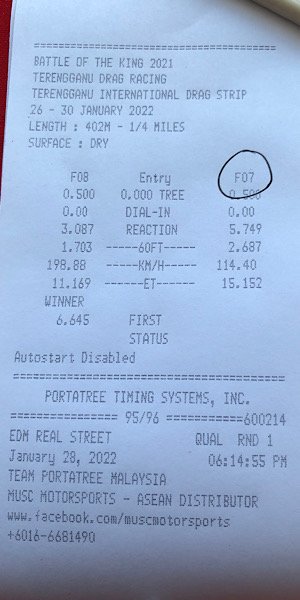 BATTLE OF THE KING 2021
TERENGGANU DRAG RACING
TERENGGANU INTERNATIONAL DRAG STRIP
26 - 30 JANUARY 2022
LENGTH : 402M - 1/4 MILES
SURFACE : DRY
F08 Entry F07
0.500 0.000 TREE 0.500
0.00 DIAL-IN 0.00
3.087 REACTION 5.749
1.703 -----60FT----- 2.687
198.88 -----KM/H----- 114.40
11.169 ------ET------ 15.152
WINNER
6.645 FIRST
STATUS
Autostart Disabled
PORTATREE TIMING SYSTEMS, INC.
=============== 95/96 ===========600214
EDM REAL STREET QUAL RND 1
January 28, 2022 06:14:55 PM
TEAM PORTATREE MALAYSIA
MUSC MOTORSPORTS - ASEAN DISTRIBUTOR
www.facebook.com/muscmotorsports
+6016-6681490